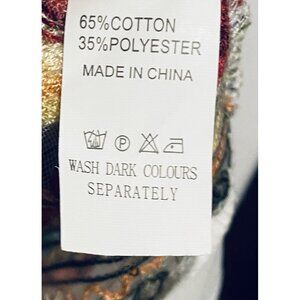 65%COTTON
35%POLYESTER
MADE IN CHINA
P
WASH DARK COLOURS
SEPARATELY